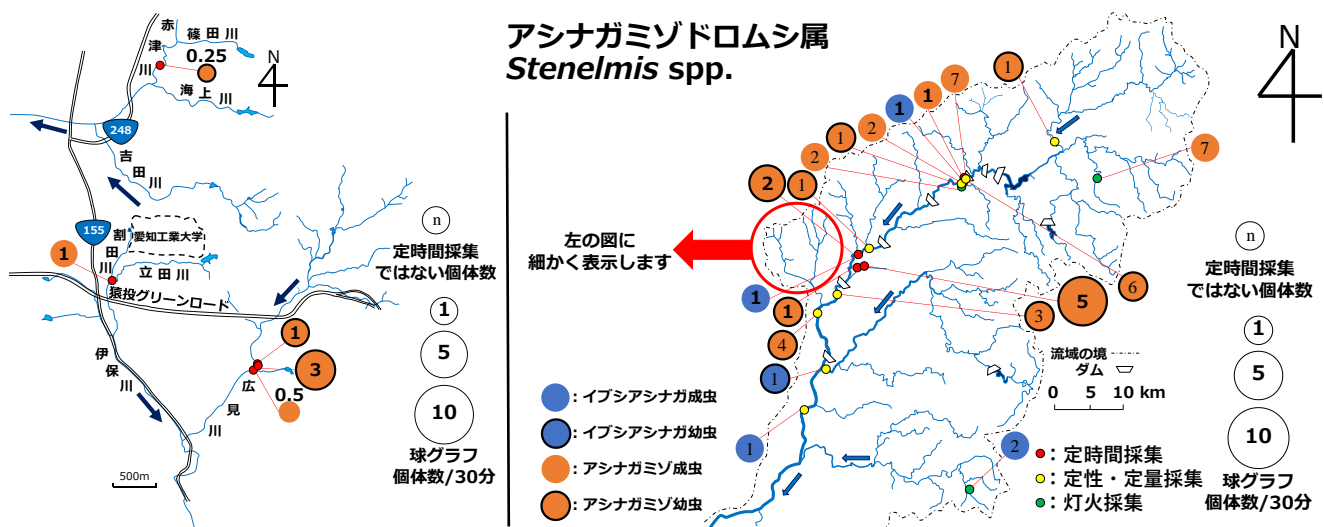 アシナガミゾドロムシ属
Stenelmis spp.
赤津川
篠田川
0.25
海上川
248
吉田川
155
割田川
愛知工業大学
1
立田川
猿投グリーンロード
伊保川
1
3
0.5
広見川
500m
n
定時間採集
ではない個体数
1
5
10
球グラフ
個体数/30分
N
左の図に
細かく表示します
1
7
1
1
2
1
2
1
2
7
1
1
4
1
1
2
3
5
6
流域の境
ダム
0 5 10 km
: イブシアシナガ成虫
: イブシアシナガ幼虫
: アシナガミゾ成虫
: アシナガミゾ幼虫
: 定時間採集
: 定性・定量採集
: 灯火採集
N
n
定時間採集
ではない個体数
1
5
10
球グラフ
個体数/30分